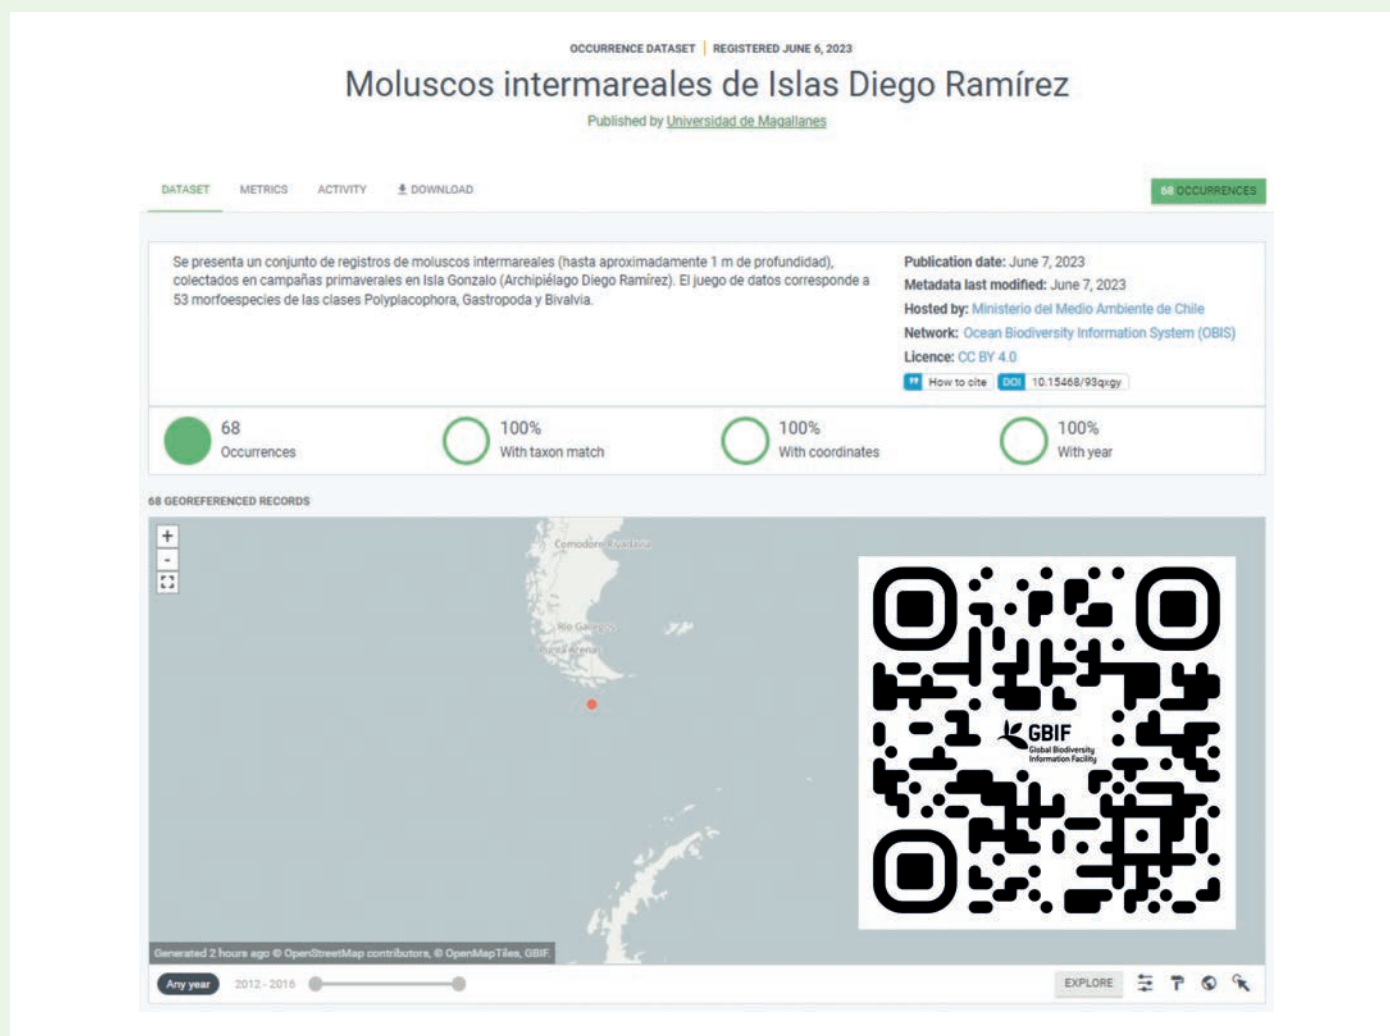 OCCURRENCE DATASET | REGISTERED JUNE 6, 2023
Moluscos intermareales de Islas Diego Ramírez
Published by Universidad de Magallanes
DATASET METRICS ACTIVITY DOWNLOAD
68 OCCURRENCES
Se presenta un conjunto de registros de moluscos intermareales (hasta aproximadamente 1 m de profundidad),
colectados en campañas primaverales en Isla Gonzalo (Archipiélago Diego Ramírez). El juego de datos corresponde a
53 morfoespecies de las clases Polyplacophora, Gastropoda y Bivalvia.
Publication date: June 7, 2023
Metadata last modified: June 7, 2023
Hosted by: Ministerio del Medio Ambiente de Chile
Network: Ocean Biodiversity Information System (OBIS)
Licence: CC BY 4.0
How to cite DOI 10.15468/93qxgy
68
Occurrences
100%
With taxon match
100%
With coordinates
100%
With year
68 GEOREFERENCED RECORDS
+
-
Comodoro Rivadavia
Río Gallegos
Punta Arenas
GBIF
Global Biodiversity
Information Facility
Generated 2 hours ago © OpenStreetMap contributors, © OpenMapTiles, GBIF.
Any year 2012 - 2016
EXPLORE